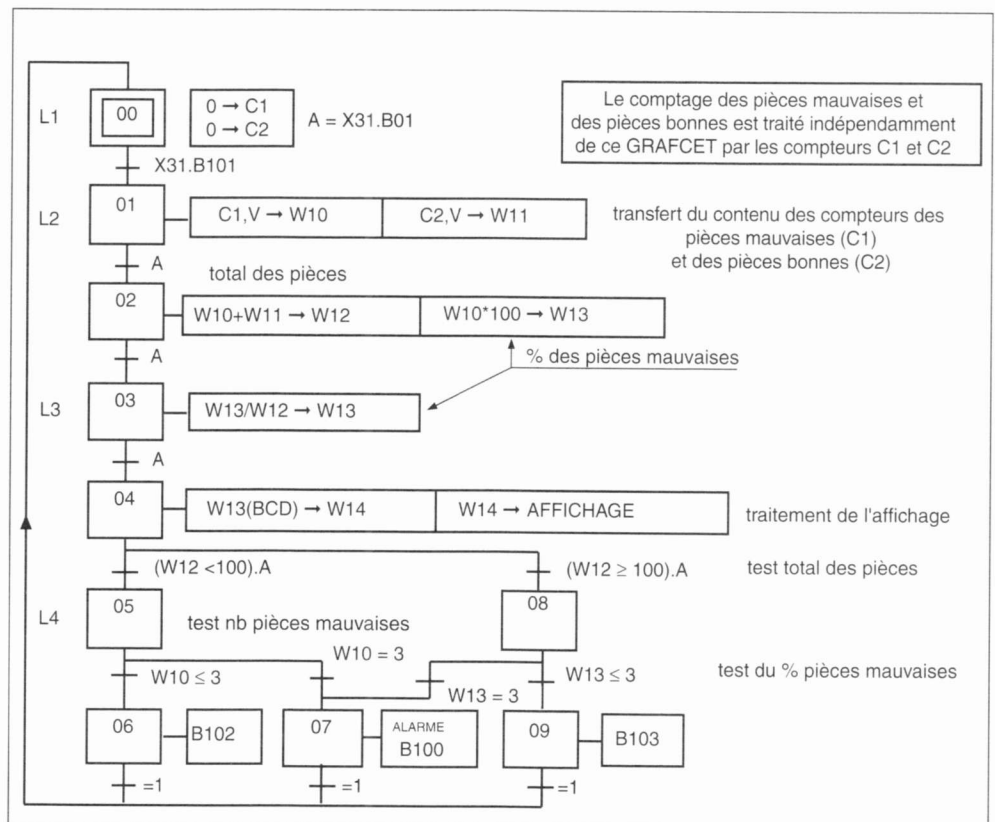 L1
00
0 → C1
0 → C2
A = X31.B01
Le comptage des pièces mauvaises et
des pièces bonnes est traité indépendamment
de ce GRAFCET par les compteurs C1 et C2
X31.B101
L2
01
C1,V → W10
C2,V → W11
transfert du contenu des compteurs des
pièces mauvaises (C1)
et des pièces bonnes (C2)
A
total des pièces
02
W10+W11 → W12
W10*100 → W13
A
% des pièces mauvaises
L3
03
W13/W12 → W13
A
04
W13(BCD) → W14
W14 → AFFICHAGE
traitement de l'affichage
(W12 <100).A
(W12 ≥ 100).A
test total des pièces
L4
05
08
test nb pièces mauvaises
W10 = 3
W10 ≤ 3
W13 = 3
W13 ≤ 3
test du % pièces mauvaises
06
B102
07
ALARME
B100
09
B103
=1
=1
=1